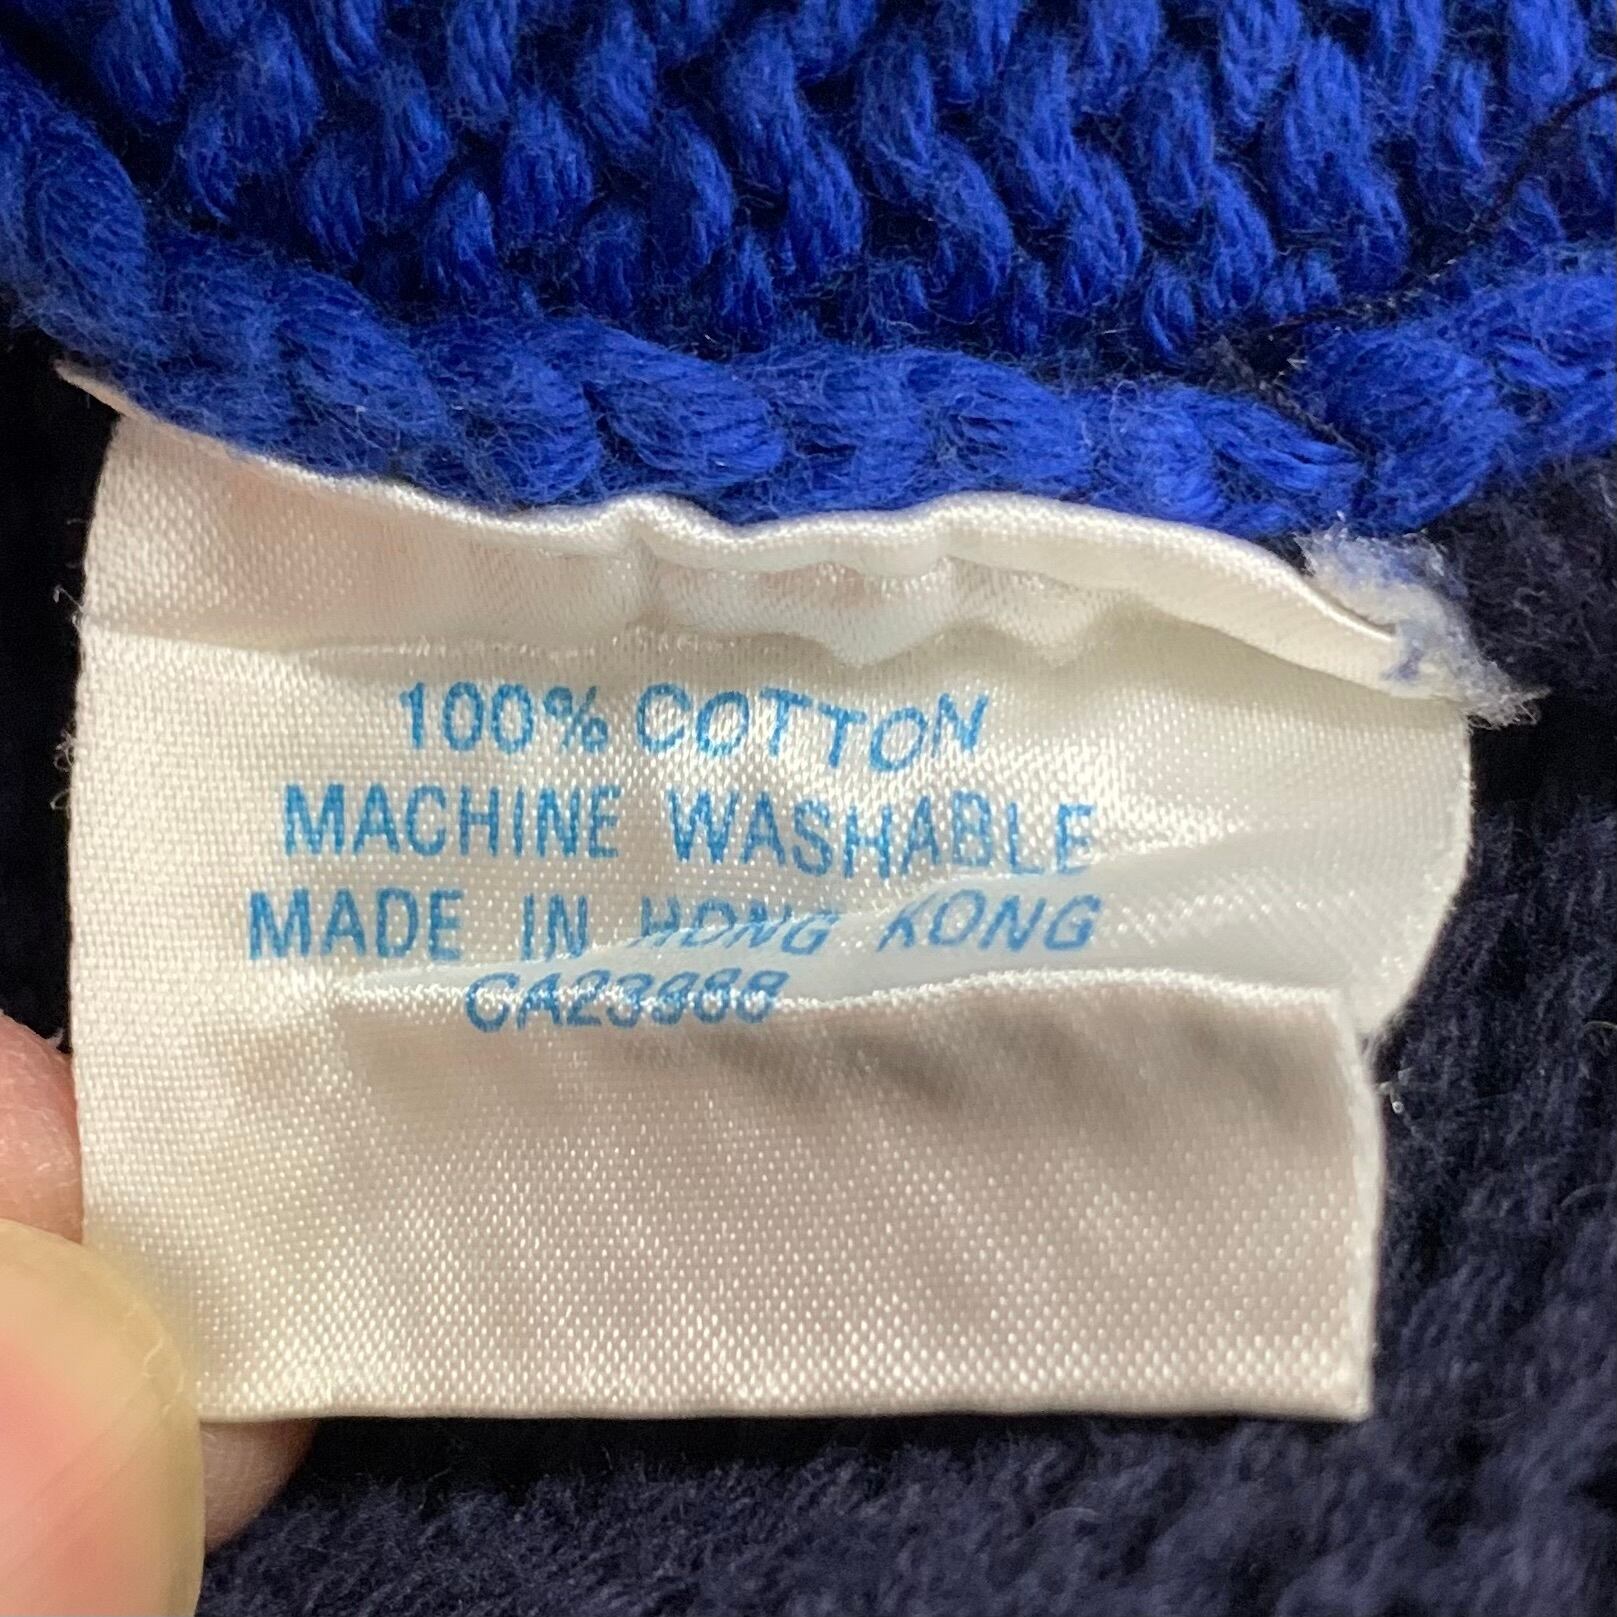 100% COTTON
MACHINE WASHABLE
MADE IN HONG KONG
CA23988